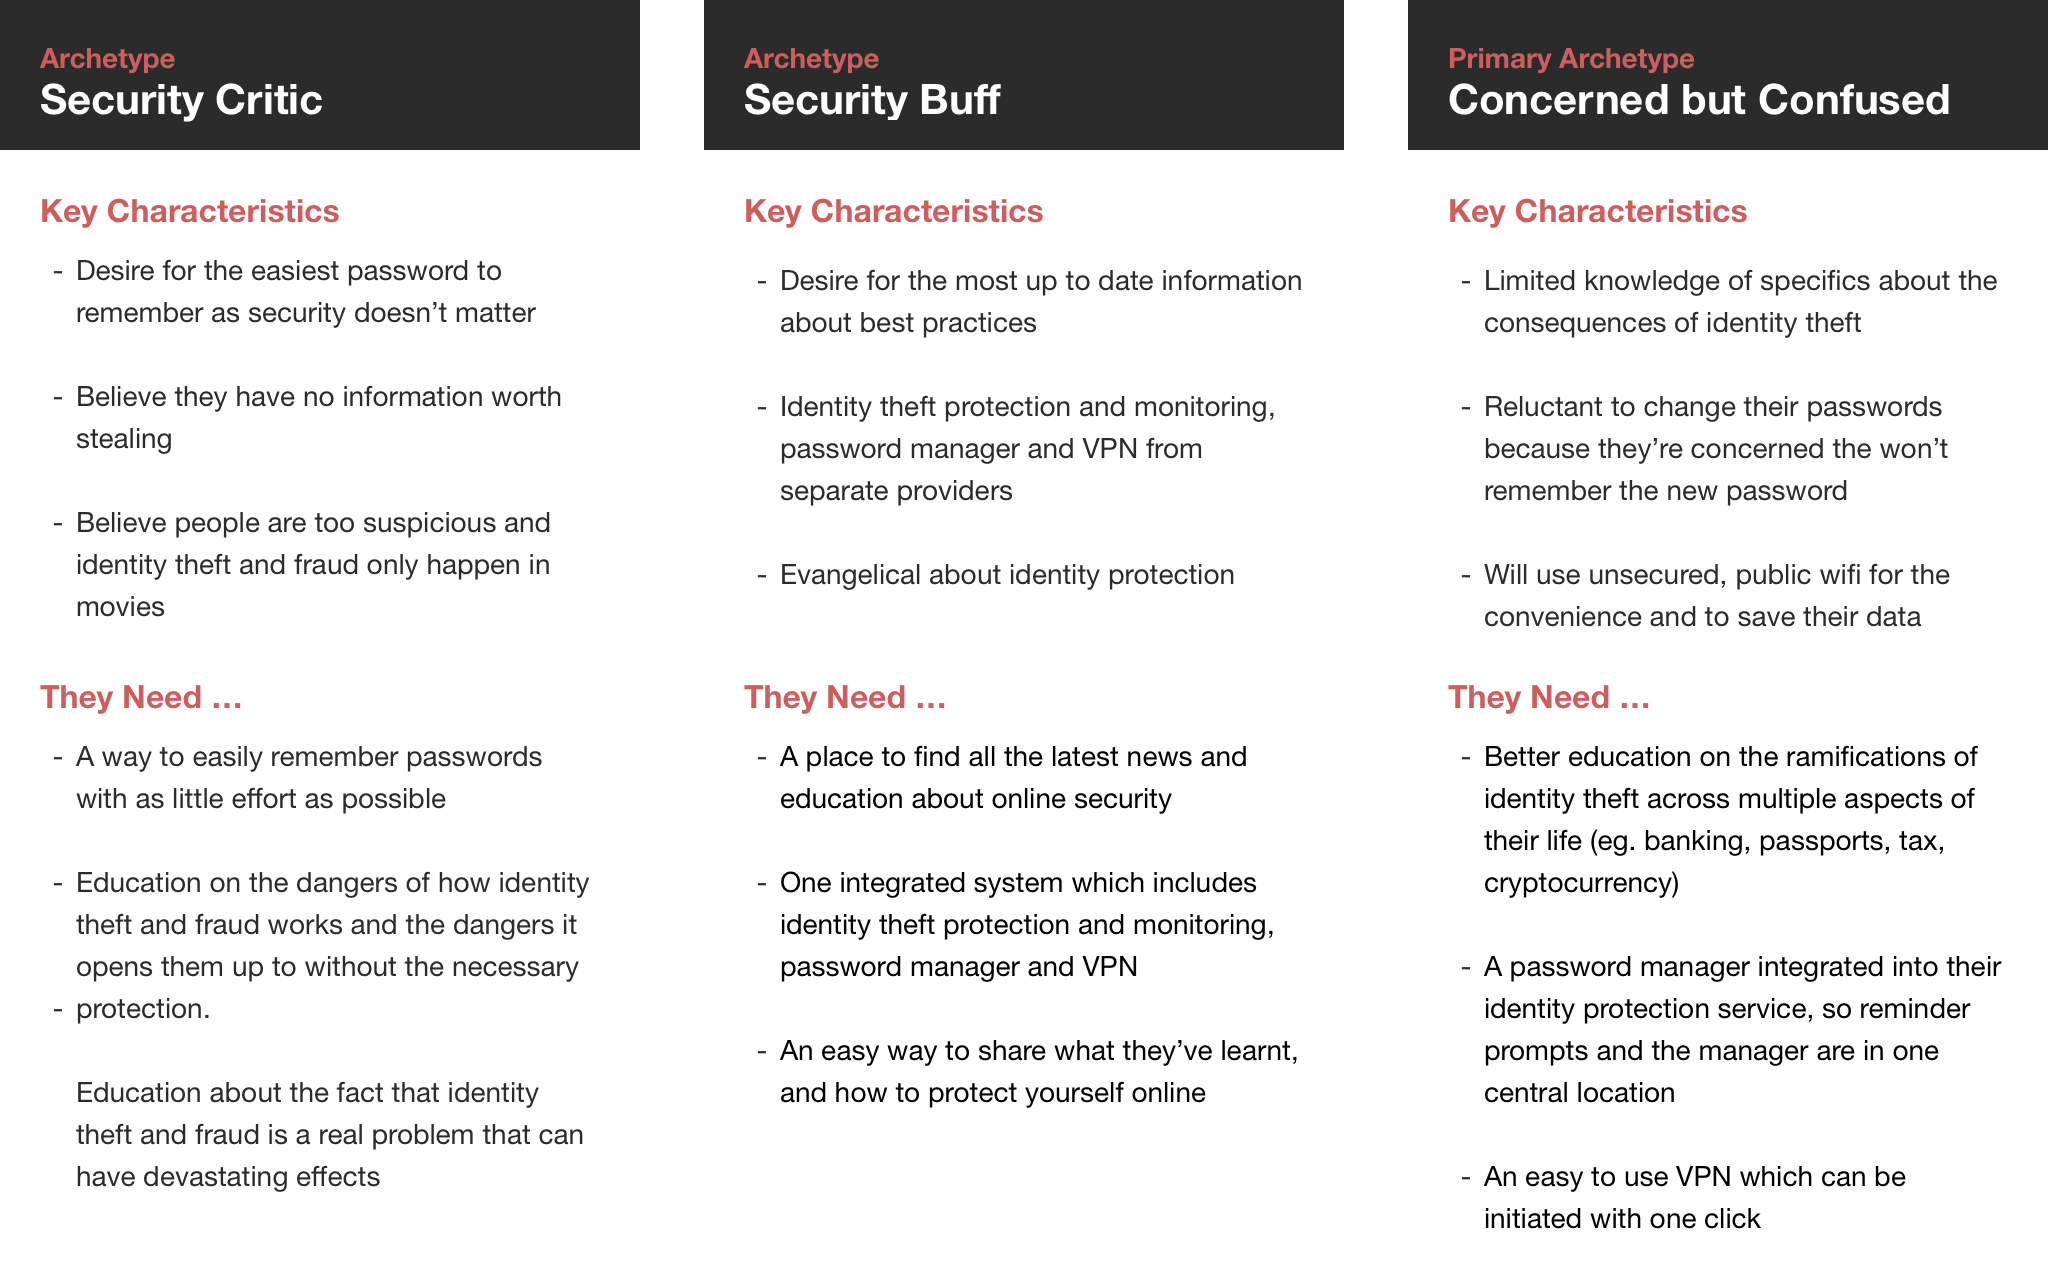 Archetype
Security Critic
Key Characteristics
- Desire for the easiest password to
remember as security doesn’t matter
- Believe they have no information worth
stealing
- Believe people are too suspicious and
identity theft and fraud only happen in
movies
They Need …
- A way to easily remember passwords
with as little effort as possible
- Education on the dangers of how identity
theft and fraud works and the dangers it
opens them up to without the necessary
- protection.
Education about the fact that identity
theft and fraud is a real problem that can
have devastating effects
Archetype
Security Buff
Key Characteristics
- Desire for the most up to date information
about best practices
- Identity theft protection and monitoring,
password manager and VPN from
separate providers
- Evangelical about identity protection
They Need …
- A place to find all the latest news and
education about online security
- One integrated system which includes
identity theft protection and monitoring,
password manager and VPN
- An easy way to share what they’ve learnt,
and how to protect yourself online
Primary Archetype
Concerned but Confused
Key Characteristics
- Limited knowledge of specifics about the
consequences of identity theft
- Reluctant to change their passwords
because they’re concerned the won’t
remember the new password
- Will use unsecured, public wifi for the
convenience and to save their data
They Need …
- Better education on the ramifications of
identity theft across multiple aspects of
their life (eg. banking, passports, tax,
cryptocurrency)
- A password manager integrated into their
identity protection service, so reminder
prompts and the manager are in one
central location
- An easy to use VPN which can be
initiated with one click